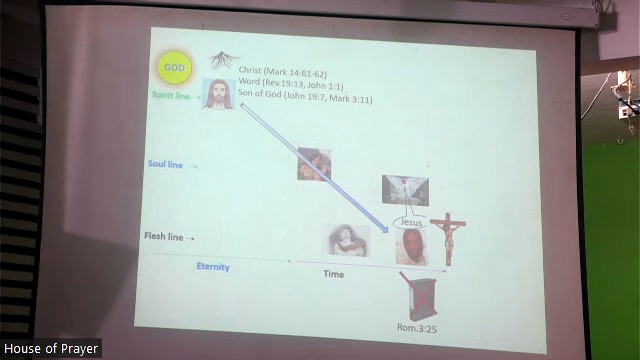 GOD
Christ (Mark 14:61-62)
Word (Rev.19:13, John 1:1)
Son of God (John 19:7, Mark 3:11)
Spirit line
Soul line
Jesus
Flesh line
Eternity
Time
Rom.3:25
House of Prayer